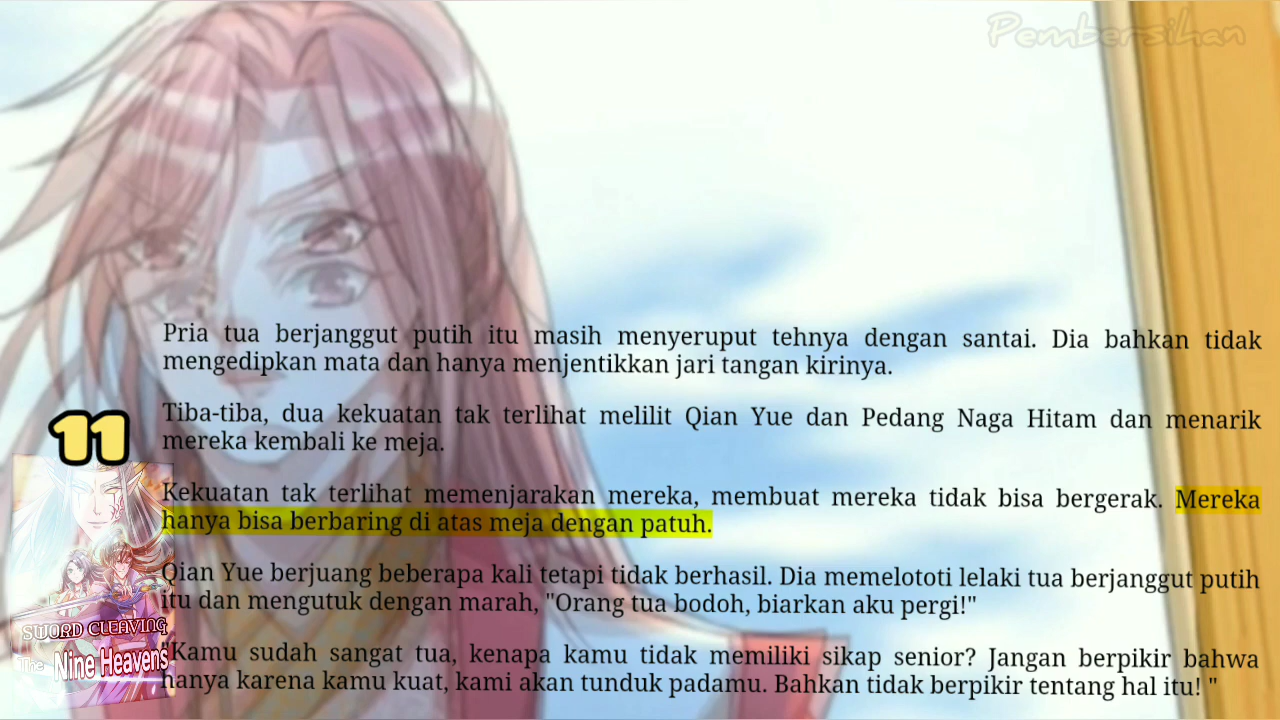 Pembersihan
Pria tua berjanggut putih itu masih menyeruput tehnya dengan santai. Dia bahkan tidak
mengedipkan mata dan hanya menjentikkan jari tangan kirinya.
Tiba-tiba, dua kekuatan tak terlihat melilit Qian Yue dan Pedang Naga Hitam dan menarik
mereka kembali ke meja.
11
Kekuatan tak terlihat memenjarakan mereka, membuat mereka tidak bisa bergerak. Mereka
hanya bisa berbaring di atas meja dengan patuh.
Qian Yue berjuang beberapa kali tetapi tidak berhasil. Dia memelototi lelaki tua berjanggut putih
itu dan mengutuk dengan marah, "Orang tua bodoh, biarkan aku pergi!"
"Kamu sudah sangat tua, kenapa kamu tidak memiliki sikap senior? Jangan berpikir bahwa
hanya karena kamu kuat, kami akan tunduk padamu. Bahkan tidak berpikir tentang hal itu! "
SWORD CLEAVING
The Nine Heavens